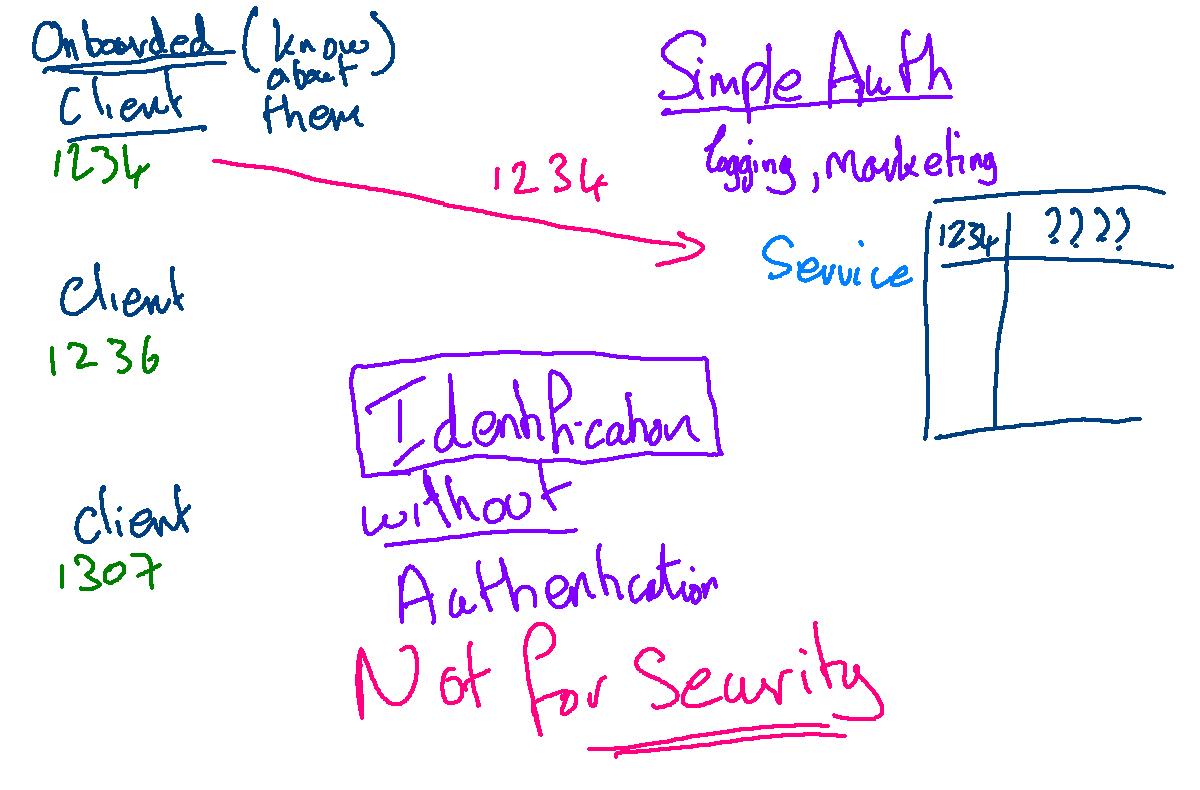 Onboarded (know
about
Client them
1234
1234
Simple Auth
logging, marketing
Service
1234 ????
Client
1236
Identification
without
Authentication
Not for Security
Client
1307